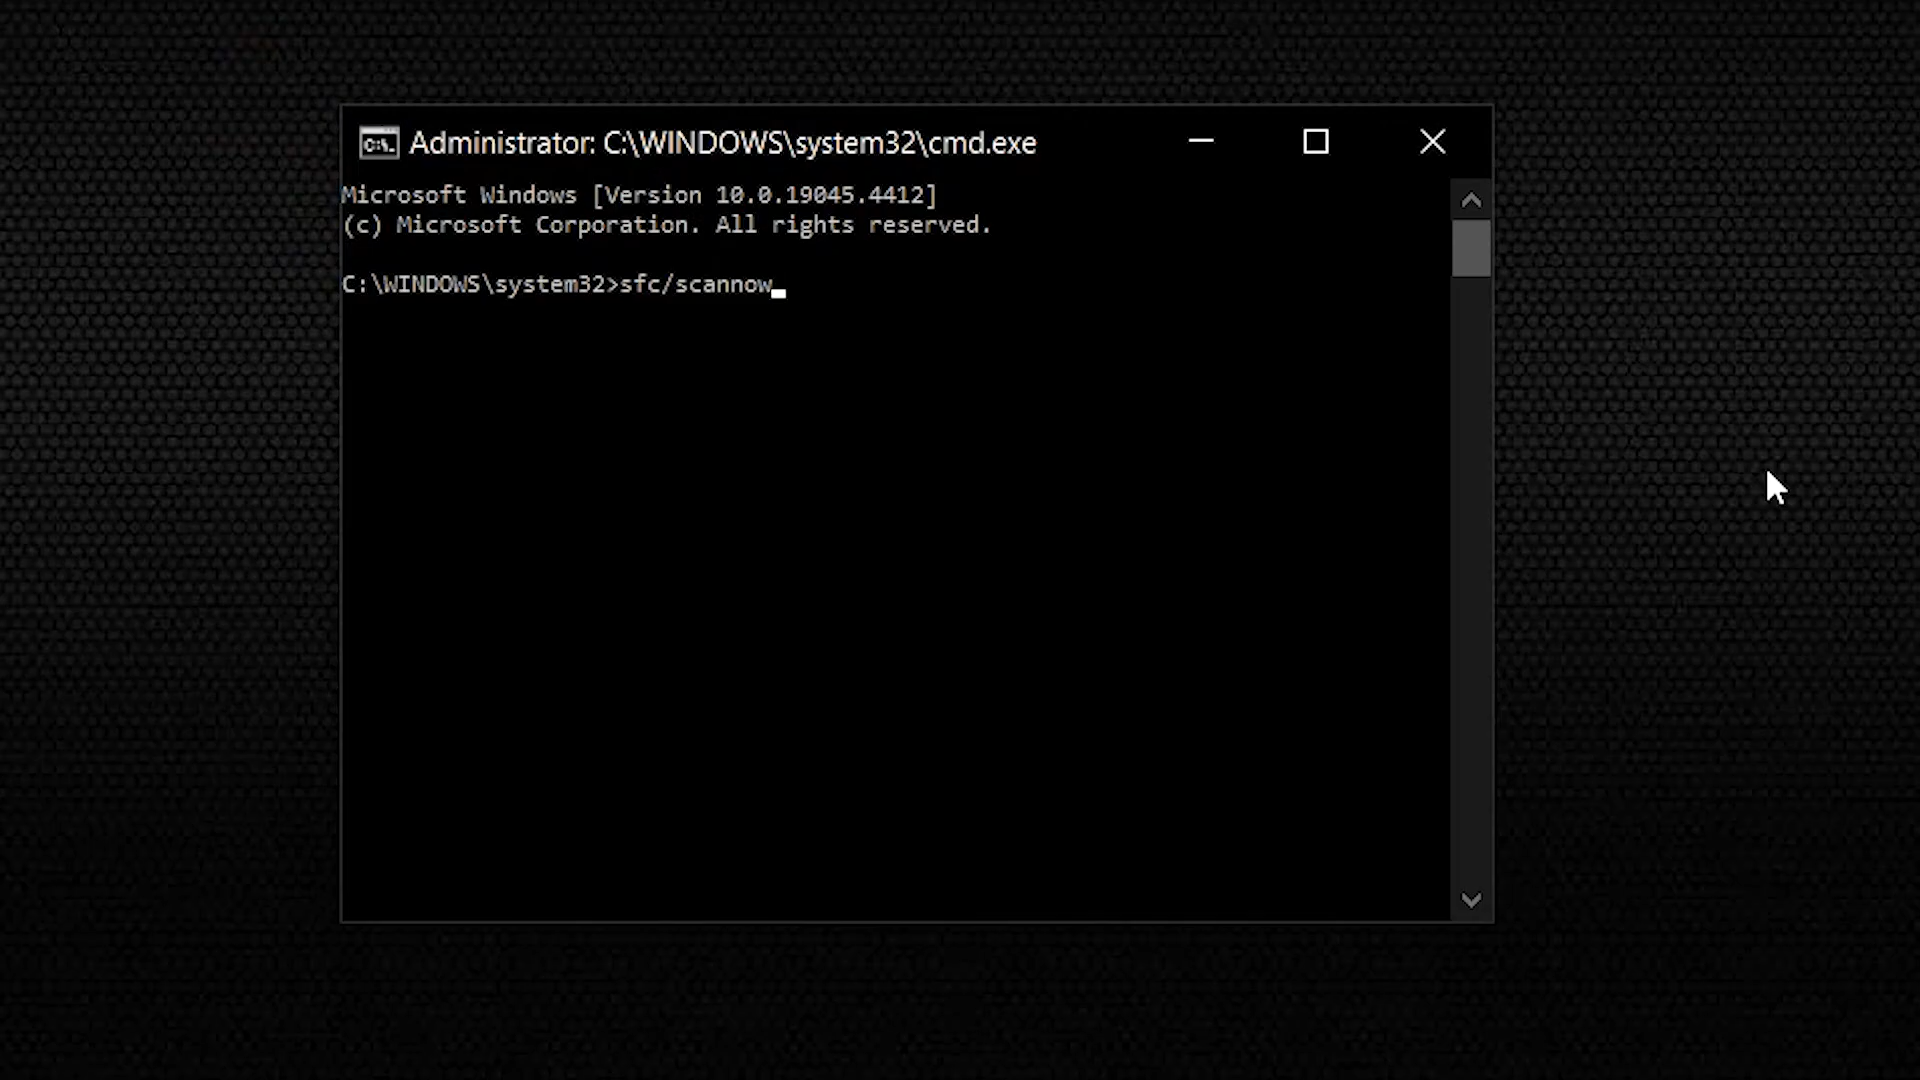 Administrator: C:\WINDOWS\system32\cmd.exe
Microsoft Windows [Version 10.0.19045.4412]
(c) Microsoft Corporation. All rights reserved.
C:\WINDOWS\system32>sfc/scannow